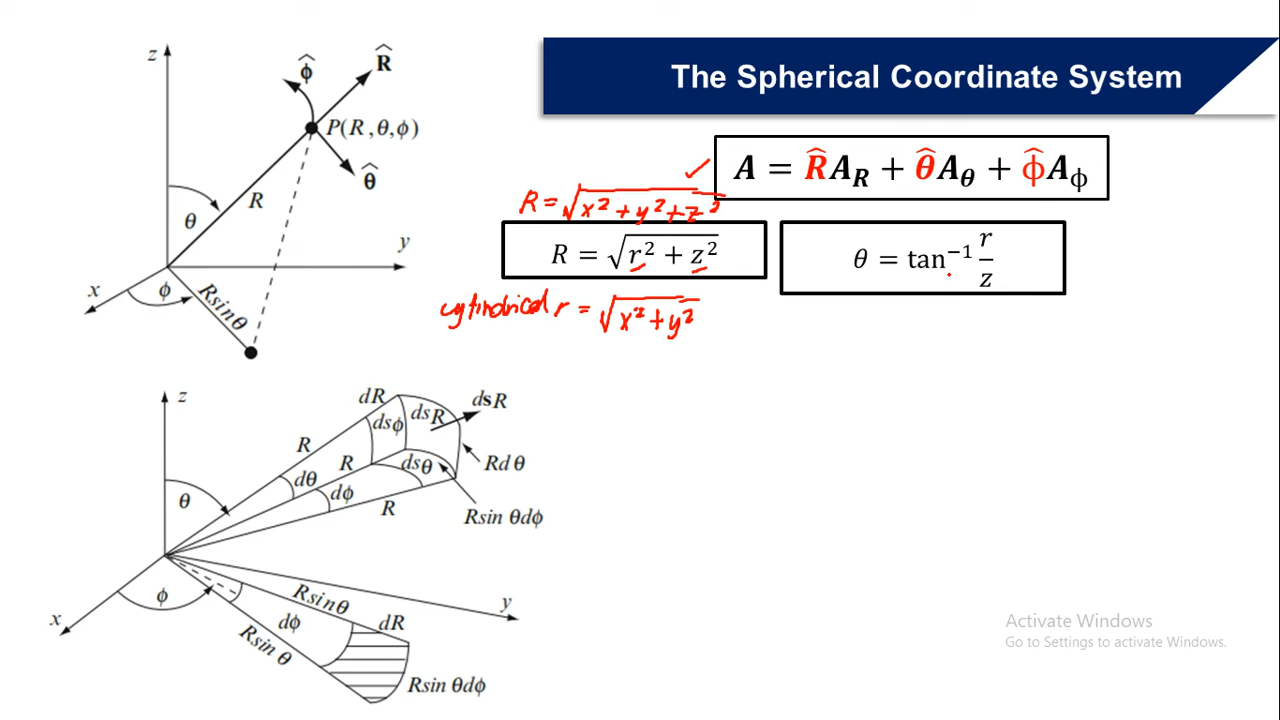 The Spherical Coordinate System
A = R̂A_R + θ̂A_θ + ϕ̂A_ϕ
R = √x² + y² + z²
R = √r² + z²
θ = tan⁻¹ r/z
cylindrical r = √x² + y²
z
ϕ̂
R̂
P(R, θ, ϕ)
θ̂
R
θ
y
x
ϕ
Rsinθ
z
dR
dsR
dsR
dsϕ
R
R
dsθ
Rd θ
dθ
dϕ
θ
R
Rsin θdϕ
ϕ
Rsinθ
y
x
dϕ
dR
Rsin θ
Rsin θdϕ
Activate Windows
Go to Settings to activate Windows.